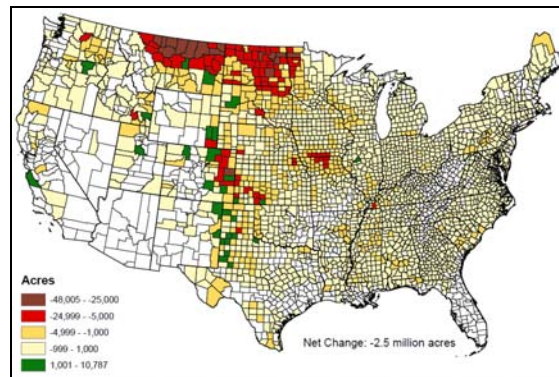 Acres
-48,005 - -25,000
-24,999 - -5,000
-4,999 - -1,000
-999 - 1,000
1,001 - 10,787
Net Change: -2.5 million acres